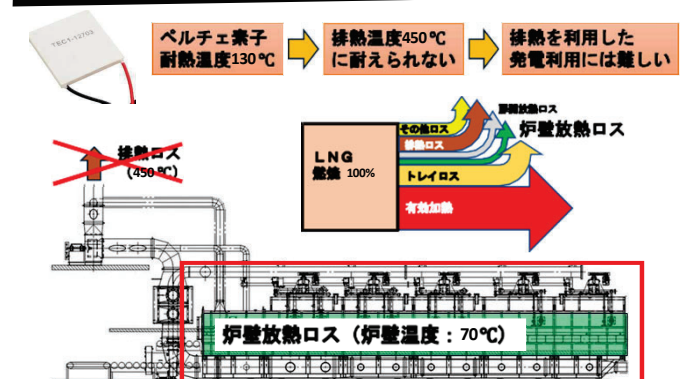 TEC1-12703
ペルチェ素子
耐熱温度130℃
排熱温度450℃
に耐えられない
排熱を利用した
発電利用には難しい
排熱ロス
(450℃)
LNG
燃焼 100%
その他ロス
排熱ロス
炉壁放熱ロス
トレイロス
有効加熱
炉壁放熱ロス（炉壁温度：70℃）